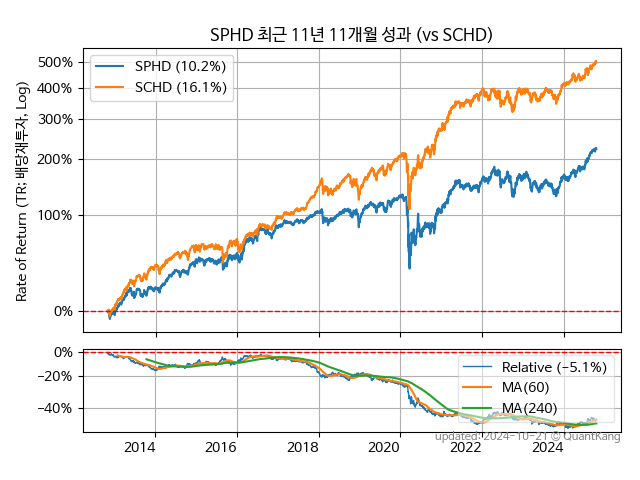 SPHD 최근 11년 11개월 성과 (vs SCHD)
Rate of Return (TR: 배당재투자, Log)
500%
400%
300%
200%
100%
0%
SPHD (10.2%)
SCHD (16.1%)
0%
−20%
−40%
Relative (−5.1%)
MA(60)
MA(240)
2014
2016
2018
2020
2022
2024
updated: 2024-10-21 © QuantKang